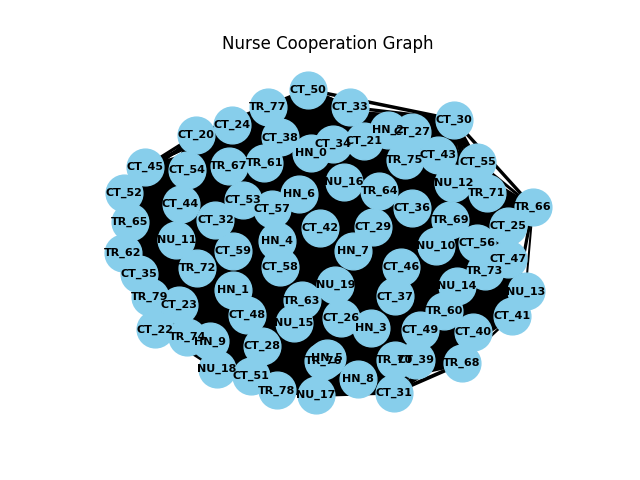 Nurse Cooperation Graph
CT_50
TR_77
CT_33
CT_30
CT_24
CT_20
HN_2
CT_27
CT_38
CT_34
CT_21
HN_0
CT_43
CT_45
CT_54
TR_67
TR_61
TR_75
CT_55
NU_16
NU_12
CT_52
TR_64
TR_71
HN_6
CT_53
CT_44
CT_57
CT_36
TR_66
TR_65
CT_32
TR_69
CT_42
CT_29
CT_25
NU_11
HN_4
NU_10
CT_56
TR_62
CT_59
HN_7
CT_47
TR_72
CT_58
CT_46
TR_73
CT_35
NU_19
NU_14
HN_1
NU_13
TR_79
CT_23
TR_63
CT_37
CT_48
NU_15
CT_26
TR_60
CT_41
CT_22
HN_3
CT_49
CT_40
TR_74
HN_9
CT_28
HN_5
TR_70
CT_39
TR_68
NU_18
CT_51
HN_8
TR_78
NU_17
CT_31